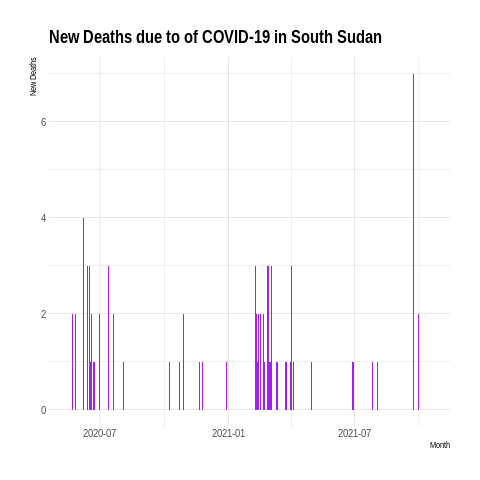 New Deaths due to of COVID-19 in South Sudan
New Deaths
6
4
2
0
2020-07
2021-01
2021-07
Month